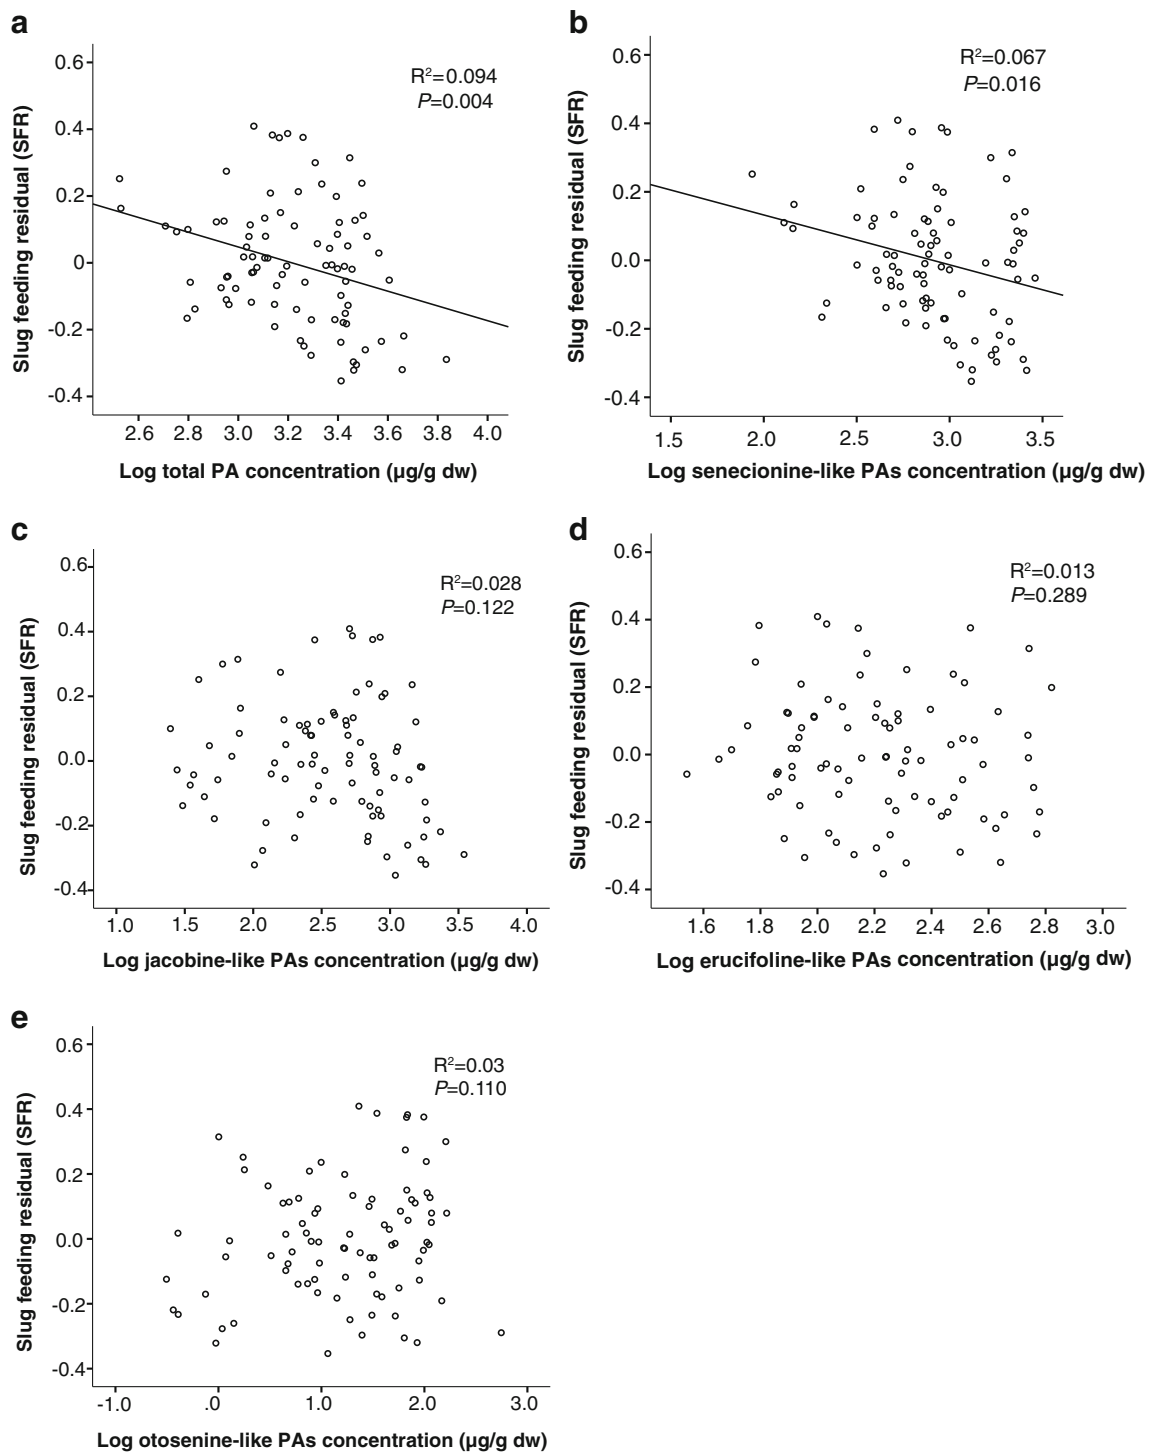 a
R²=0.094
P=0.004
Slug feeding residual (SFR)
0.6
0.4
0.2
0
-0.2
-0.4
2.6 2.8 3.0 3.2 3.4 3.6 3.8 4.0
Log total PA concentration (µg/g dw)
b
R²=0.067
P=0.016
Slug feeding residual (SFR)
0.6
0.4
0.2
0.0
-0.2
-0.4
1.5 2.0 2.5 3.0 3.5
Log senecionine-like PAs concentration (µg/g dw)
c
R²=0.028
P=0.122
Slug feeding residual (SFR)
0.6
0.4
0.2
0.0
-0.2
-0.4
1.0 1.5 2.0 2.5 3.0 3.5 4.0
Log jacobine-like PAs concentration (µg/g dw)
d
R²=0.013
P=0.289
Slug feeding residual (SFR)
0.6
0.4
0.2
0.0
-0.2
-0.4
1.6 1.8 2.0 2.2 2.4 2.6 2.8 3.0
Log erucifoline-like PAs concentration (µg/g dw)
e
R²=0.03
P=0.110
Slug feeding residual (SFR)
0.6
0.4
0.2
0.0
-0.2
-0.4
-1.0 .0 1.0 2.0 3.0
Log otosenine-like PAs concentration (µg/g dw)